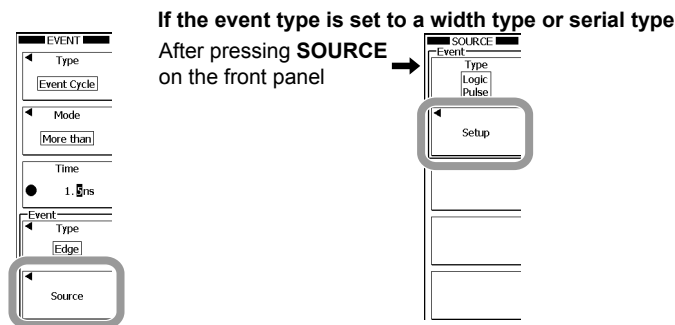 If the event type is set to a width type or serial type
After pressing SOURCE
on the front panel
EVENT
Type
Event Cycle
Mode
More than
Time
1.5ns
Event
Type
Edge
Source
SOURCE
Event
Type
Logic
Pulse
Setup